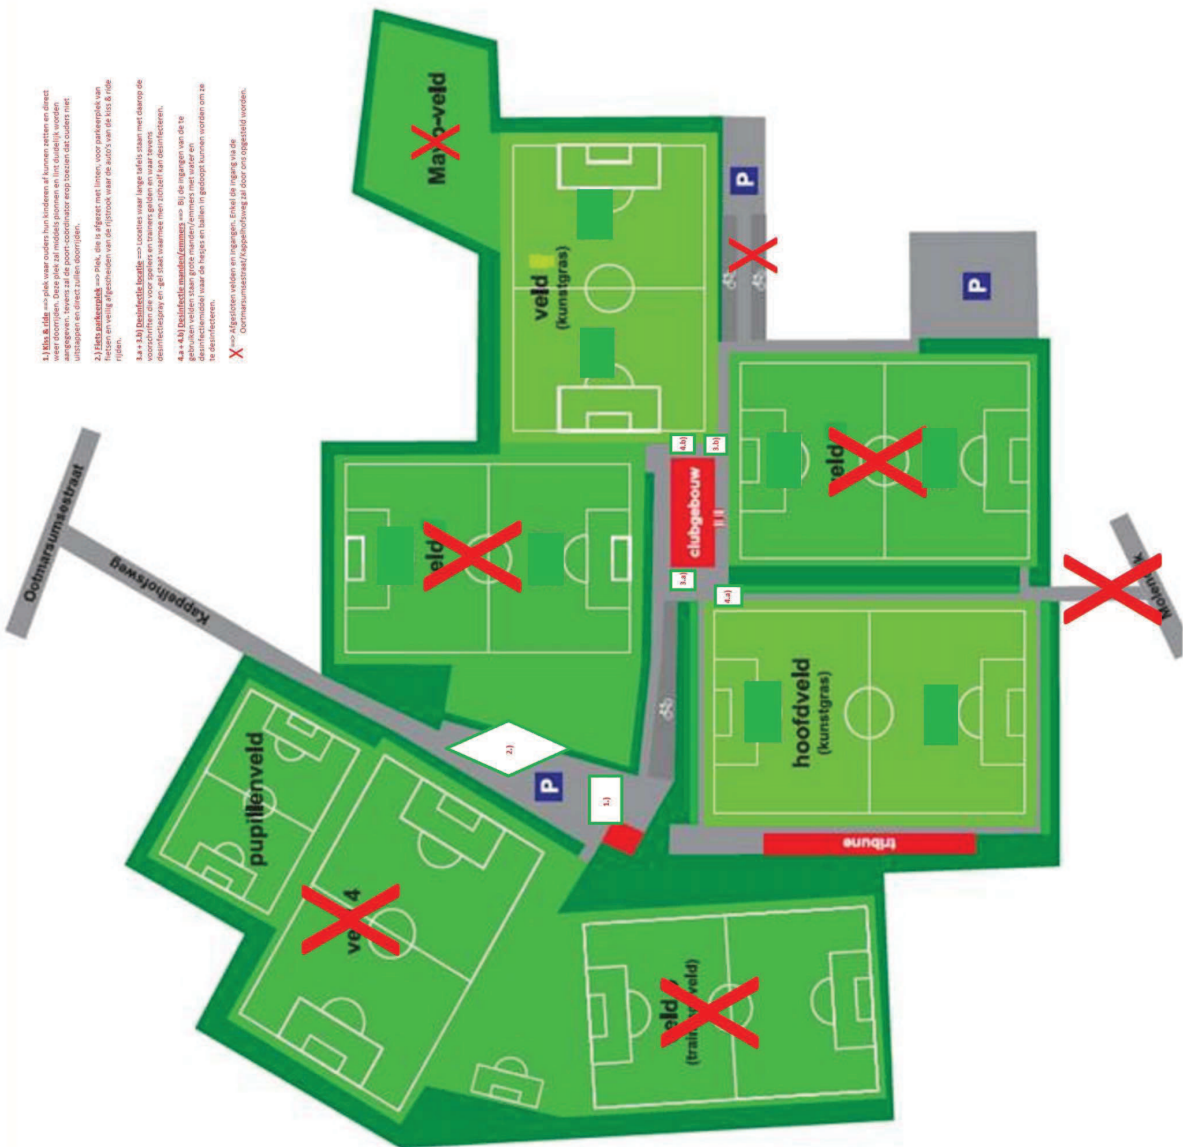 1.) Kiss & ride ==> plek waar ouders hun kinderen af kunnen zetten en direct
weer doorrijden. Deze plek zal middels pionnen en lint duidelijk worden
aangegeven, tevens zal de poort-coördinator erop toezien dat ouders niet
uitstappen en direct zullen doorrijden.
2.) Fiets parkeerplek ==> Plek, die is afgezet met linten, voor parkeerplek van
fietsen en veilig afgescheiden van de rijstrook waar de auto's van de kiss & ride
rijden.
3.a + 3.b) Desinfectie locatie ==> Locaties waar lange tafels staan met daarop de
voorschriften die voor spelers en trainers gelden en waar tevens
desinfectiespray en -gel staat waarmee men zichzelf kan desinfecteren.
4.a + 4.b) Desinfectie manden/emmers ==> Bij de ingangen van de te
gebruiken velden staan grote manden/emmers met water en
desinfectiemiddel waar de hesjes en ballen in gedoopt kunnen worden om ze
te desinfecteren.
X ==> Afgesloten velden en ingangen. Enkel de ingang via de
Ootmarsumsestraat/Kappelhofsweg zal door ons opgesteld worden.
Ootmarsumsestraat
Kappelhofsweg
pupillenveld
veld
(kunstgras)
P
P
4.b)
3.b)
clubgebouw
3.a)
4.a)
2.)
P
1.)
hoofdveld
(kunstgras)
tribune